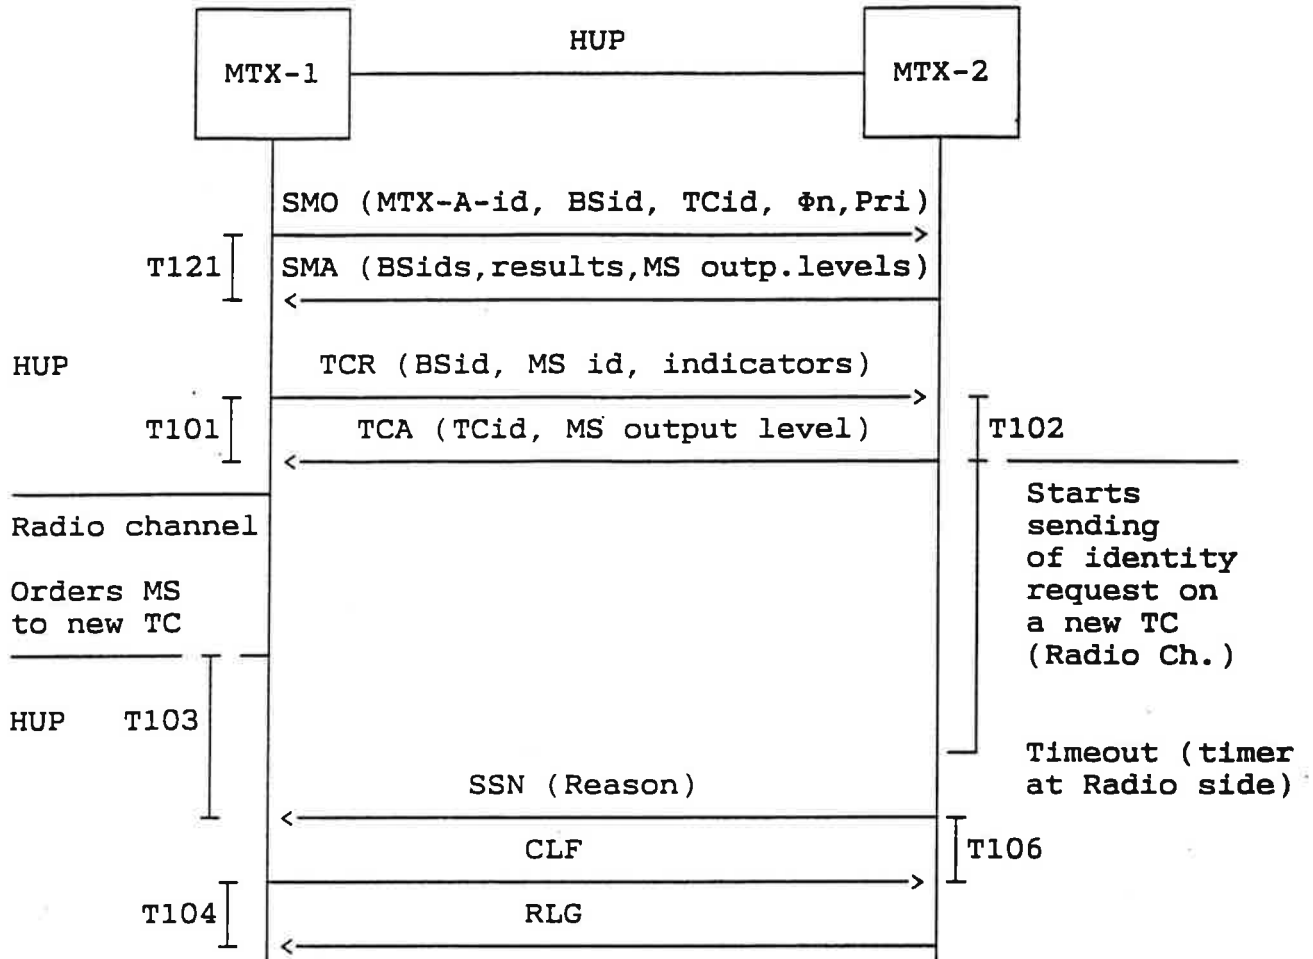 HUP
MTX-1
MTX-2
SMO (MTX-A-id, BSid, TCid, Φn,Pri)
T121
SMA (BSids,results,MS outp.levels)
HUP
TCR (BSid, MS id, indicators)
T101
TCA (TCid, MS output level)
T102
Radio channel
Orders MS
to new TC
Starts
sending
of identity
request on
a new TC
(Radio Ch.)
HUP
T103
Timeout (timer
at Radio side)
SSN (Reason)
CLF
T106
T104
RLG